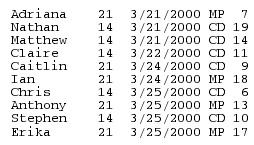 Adriana 21 3/21/2000 MP 7
Nathan 14 3/21/2000 CD 19
Matthew 14 3/21/2000 CD 14
Claire 14 3/22/2000 CD 11
Caitlin 21 3/24/2000 CD 9
Ian 21 3/24/2000 MP 18
Chris 14 3/25/2000 CD 6
Anthony 21 3/25/2000 MP 13
Stephen 14 3/25/2000 CD 10
Erika 21 3/25/2000 MP 17